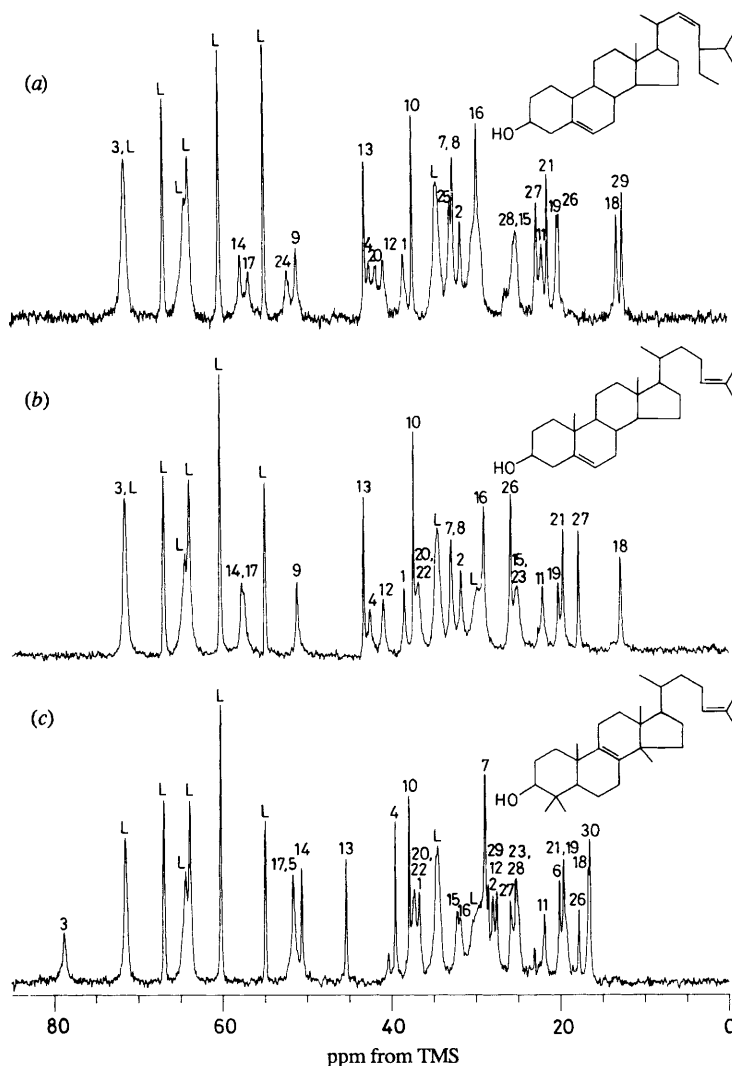 (a)
3, L
L
L
L
L
L
14
17
24
9
13
4
20
12
1
10
L
25
7, 8
2
16
28, 15
27
11
21
19
26
18
29
HO
(b)
3, L
L
L
L
L
14, 17
L
9
13
4
12
1
10
20,
22
L
7, 8
2
L
16
26
15,
23
11
19
21
27
18
HO
(c)
3
L
L
L
L
L
L
17, 5
14
13
4
10
20,
22
1
L
15
16
L
7
29
2
12
27
23,
28
11
6
21, 19
26
18
30
HO
80
60
40
20
0
ppm from TMS